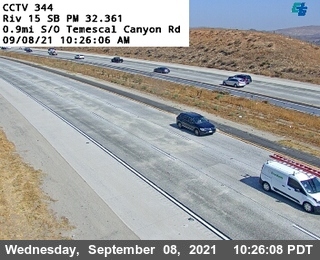 CCTV 344
Riv 15 SB PM 32.361
0.9mi S/O Temescal Canyon Rd
09/08/21 10:26:06 AM
Wednesday, September 08, 2021 10:26:08 PDT